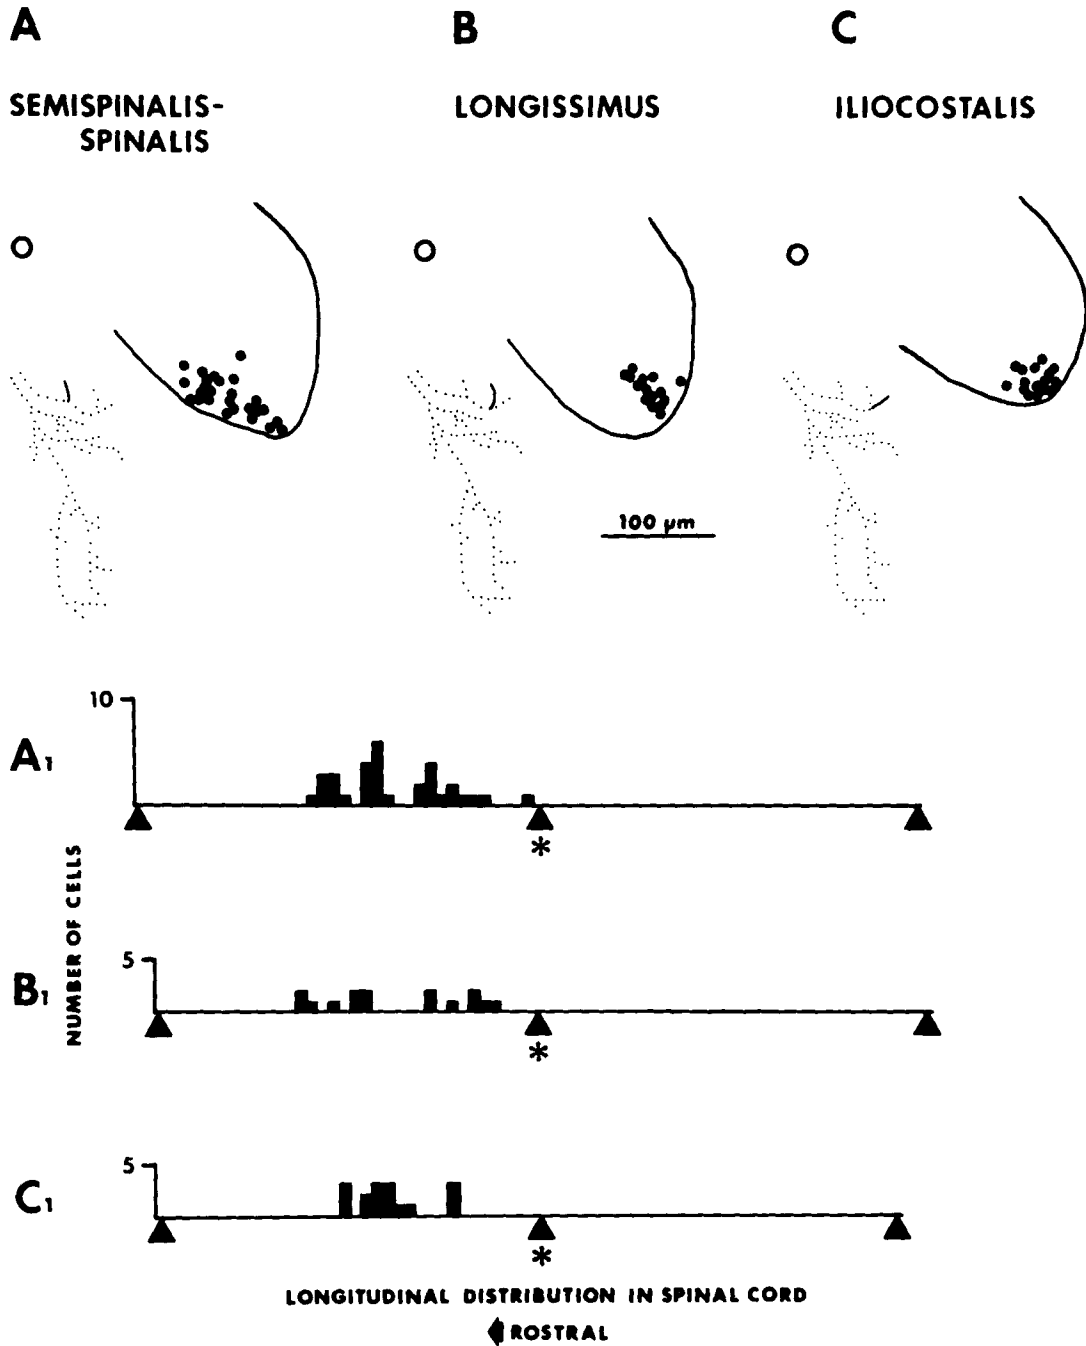 A
B
C
SEMISPINALIS-
SPINALIS
LONGISSIMUS
ILIOCOSTALIS
100 µm
10
A1
*
NUMBER OF CELLS
5
B1
*
5
C1
*
LONGITUDINAL DISTRIBUTION IN SPINAL CORD
ROSTRAL